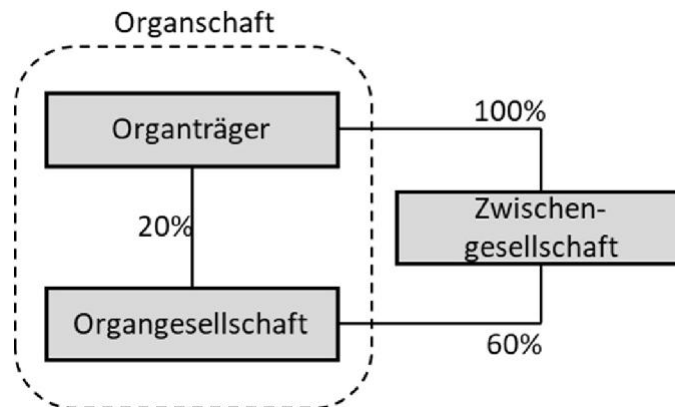 Organschaft
Organträger
100%
20%
Zwischen-
gesellschaft
Organgesellschaft
60%